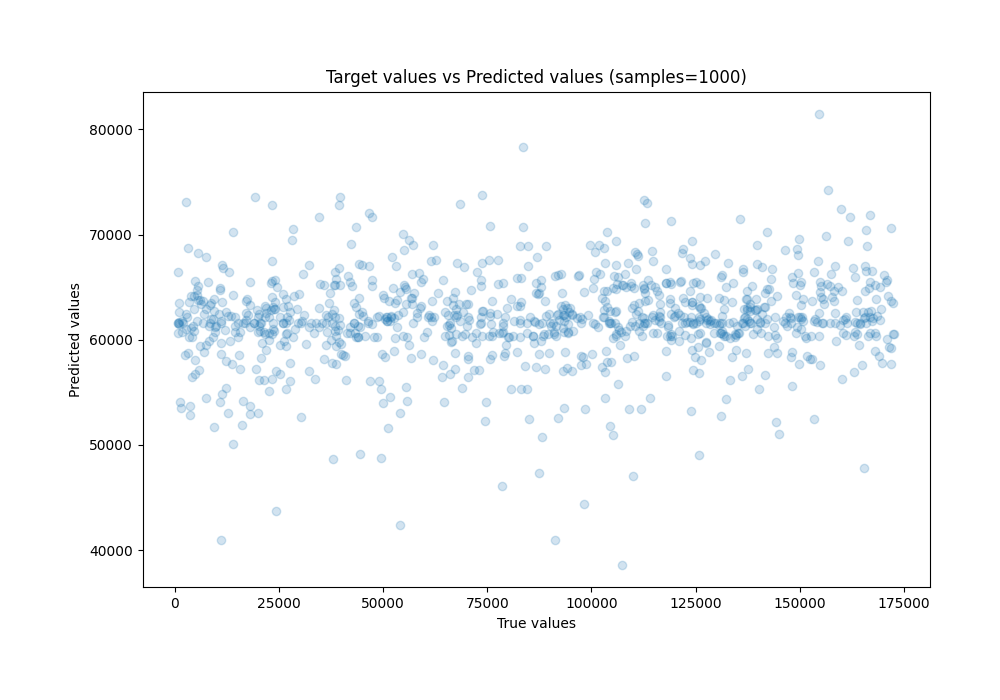 Target values vs Predicted values (samples=1000)
80000
70000
60000
50000
40000
Predicted values
0 25000 50000 75000 100000 125000 150000 175000
True values